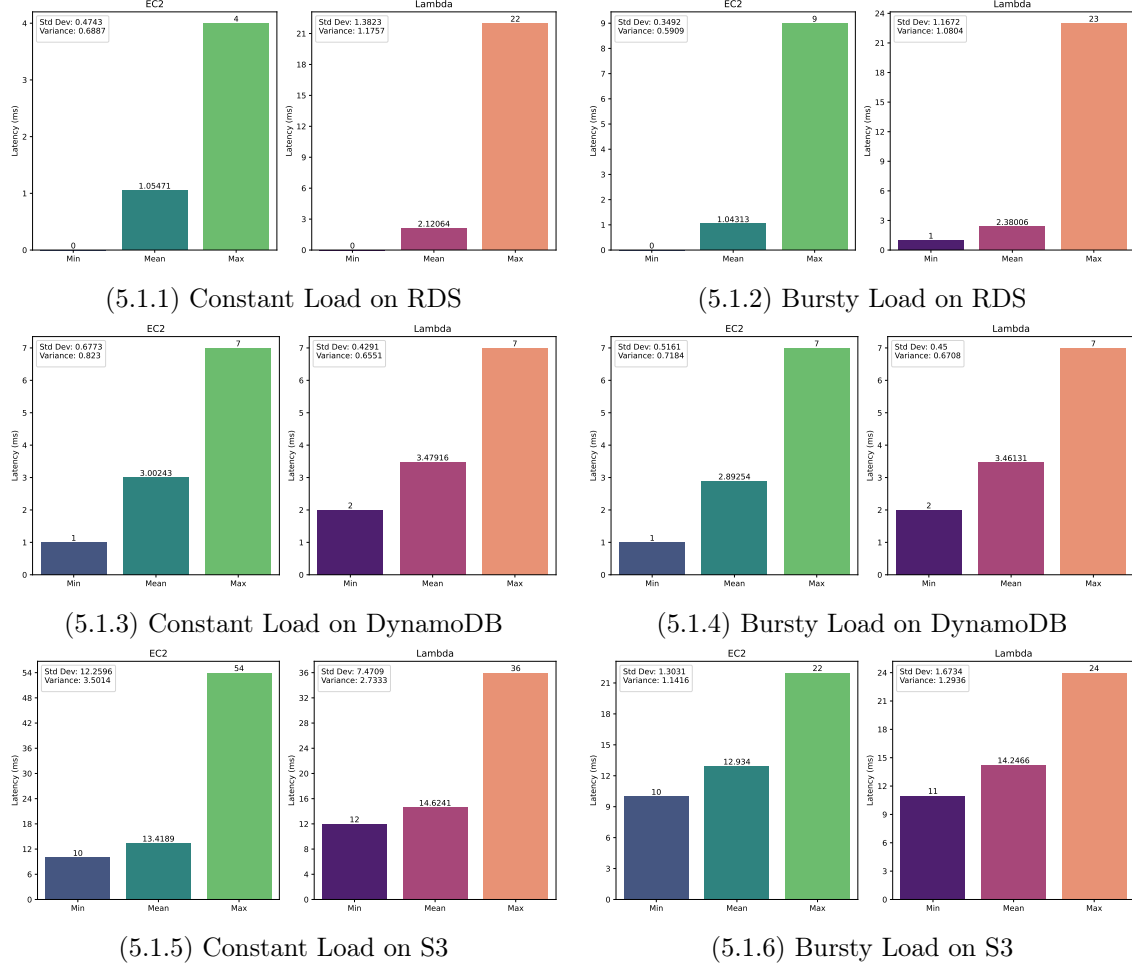 EC2
Std Dev: 0.4743
Variance: 0.6887
Latency (ms)
4
3
2
1
0
0
1.05471
4
Min Mean Max
Lambda
Std Dev: 1.3823
Variance: 1.1757
Latency (ms)
21
18
15
12
9
6
3
0
0
2.12064
22
Min Mean Max
(5.1.1) Constant Load on RDS
EC2
Std Dev: 0.3492
Variance: 0.5909
Latency (ms)
9
8
7
6
5
4
3
2
1
0
0
1.04313
9
Min Mean Max
Lambda
Std Dev: 1.1672
Variance: 1.0804
Latency (ms)
24
21
18
15
12
9
6
3
0
1
2.38006
23
Min Mean Max
(5.1.2) Bursty Load on RDS
EC2
Std Dev: 0.6773
Variance: 0.823
Latency (ms)
7
6
5
4
3
2
1
0
1
3.00243
7
Min Mean Max
Lambda
Std Dev: 0.4291
Variance: 0.6551
Latency (ms)
7
6
5
4
3
2
1
0
2
3.47916
7
Min Mean Max
(5.1.3) Constant Load on DynamoDB
EC2
Std Dev: 0.5161
Variance: 0.7184
Latency (ms)
7
6
5
4
3
2
1
0
1
2.89254
7
Min Mean Max
Lambda
Std Dev: 0.45
Variance: 0.6708
Latency (ms)
7
6
5
4
3
2
1
0
2
3.46131
7
Min Mean Max
(5.1.4) Bursty Load on DynamoDB
EC2
Std Dev: 12.2596
Variance: 3.5014
Latency (ms)
54
48
42
36
30
24
18
12
6
0
10
13.4189
54
Min Mean Max
Lambda
Std Dev: 7.4709
Variance: 2.7333
Latency (ms)
36
32
28
24
20
16
12
8
4
0
12
14.6241
36
Min Mean Max
(5.1.5) Constant Load on S3
EC2
Std Dev: 1.3031
Variance: 1.1416
Latency (ms)
21
18
15
12
9
6
3
0
10
12.934
22
Min Mean Max
Lambda
Std Dev: 1.6734
Variance: 1.2936
Latency (ms)
24
21
18
15
12
9
6
3
0
11
14.2466
24
Min Mean Max
(5.1.6) Bursty Load on S3